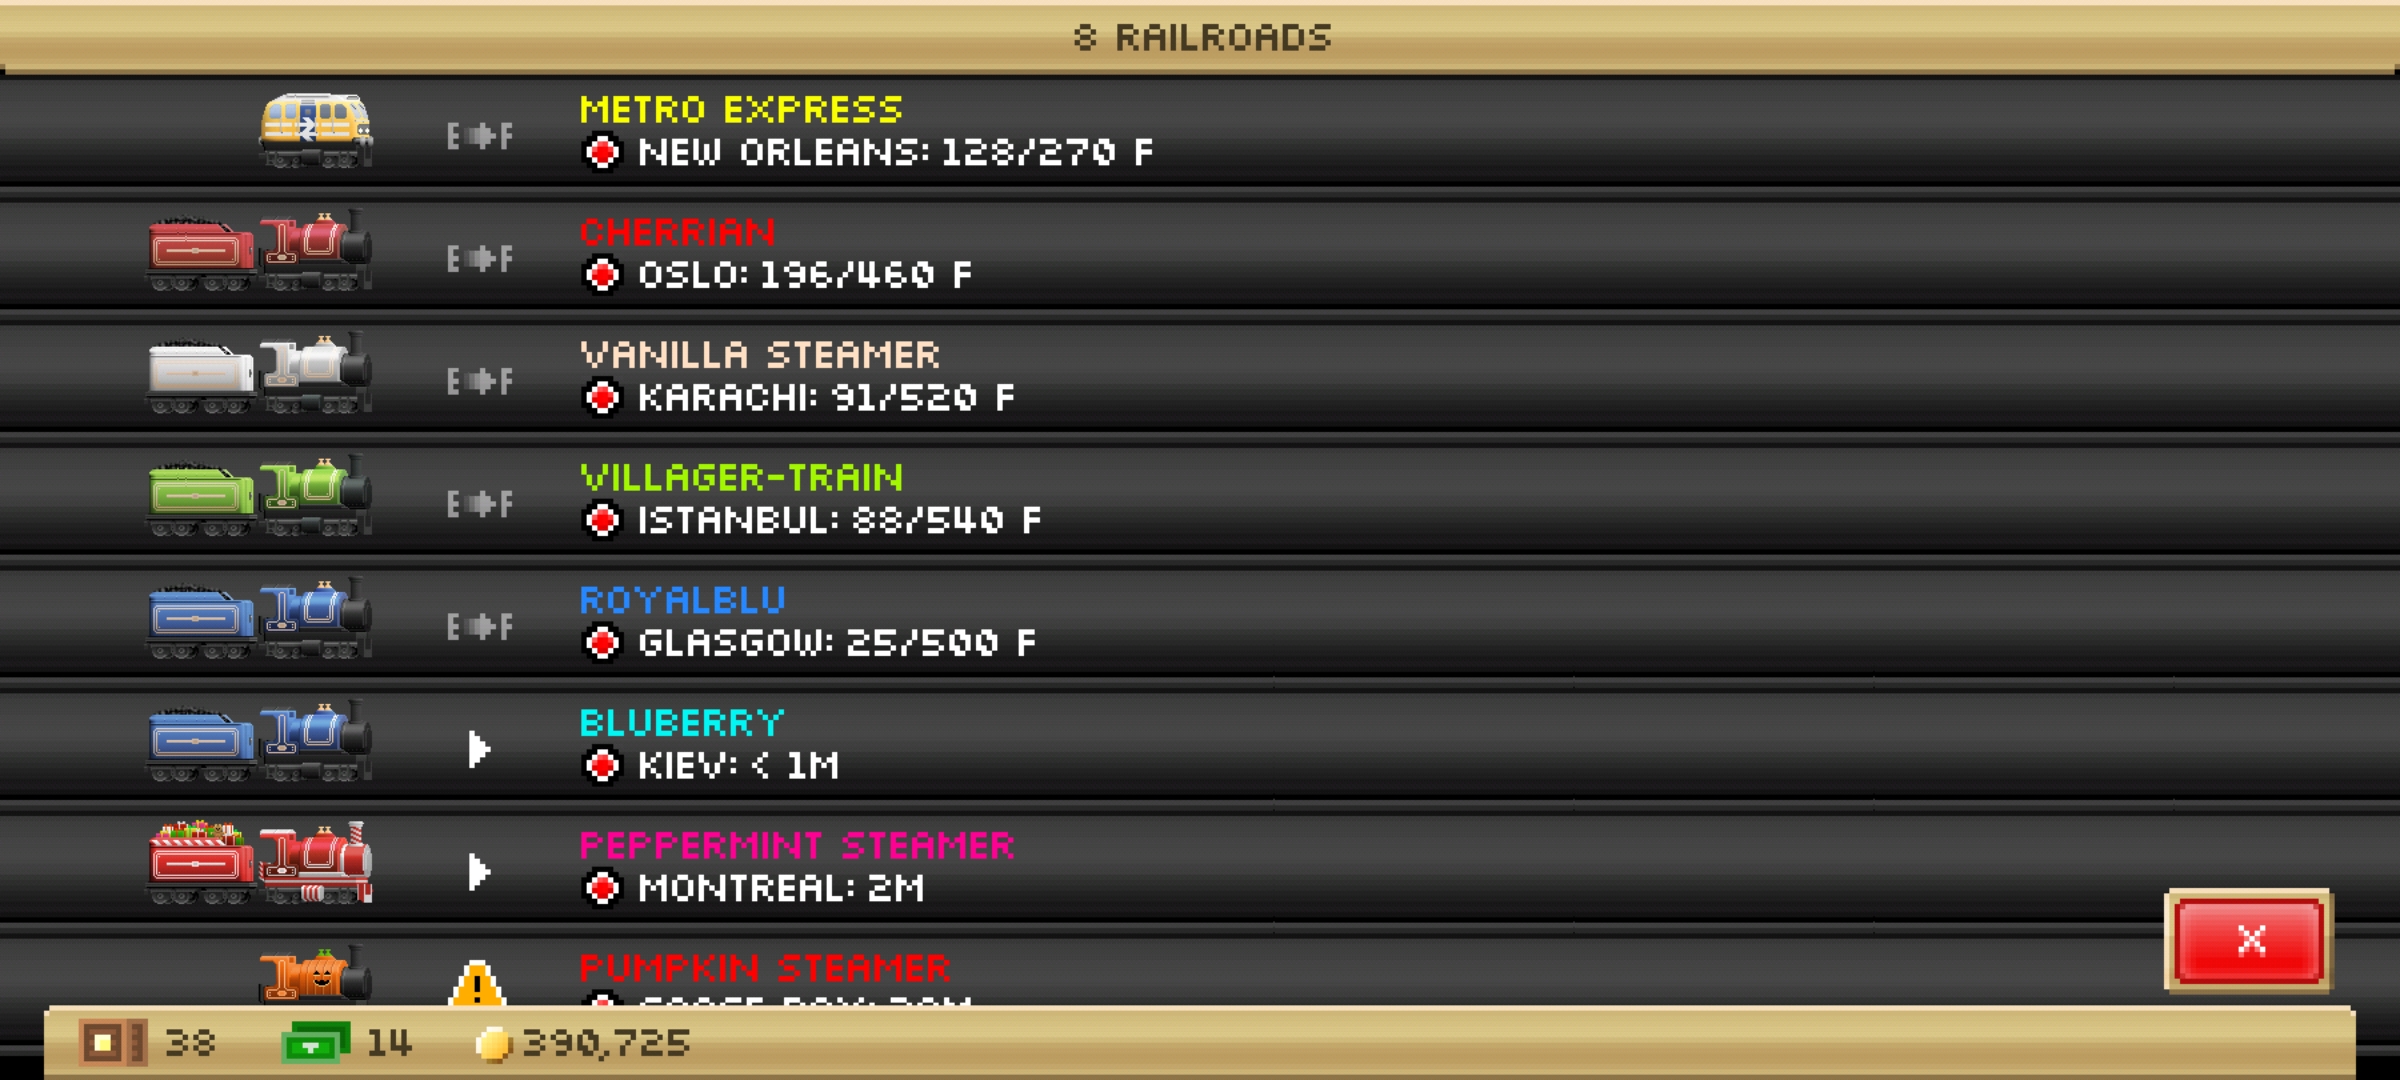 8 RAILROADS
METRO EXPRESS
E F NEW ORLEANS: 128/270 F
CHERRIAN
E F OSLO: 196/460 F
VANILLA STEAMER
E F KARACHI: 91/520 F
VILLAGER-TRAIN
E F ISTANBUL: 88/540 F
ROYALBLU
E F GLASGOW: 25/500 F
BLUBERRY
KIEV: < 1M
PEPPERMINT STEAMER
MONTREAL: 2M
X
PUMPKIN STEAMER
38 14 390,725